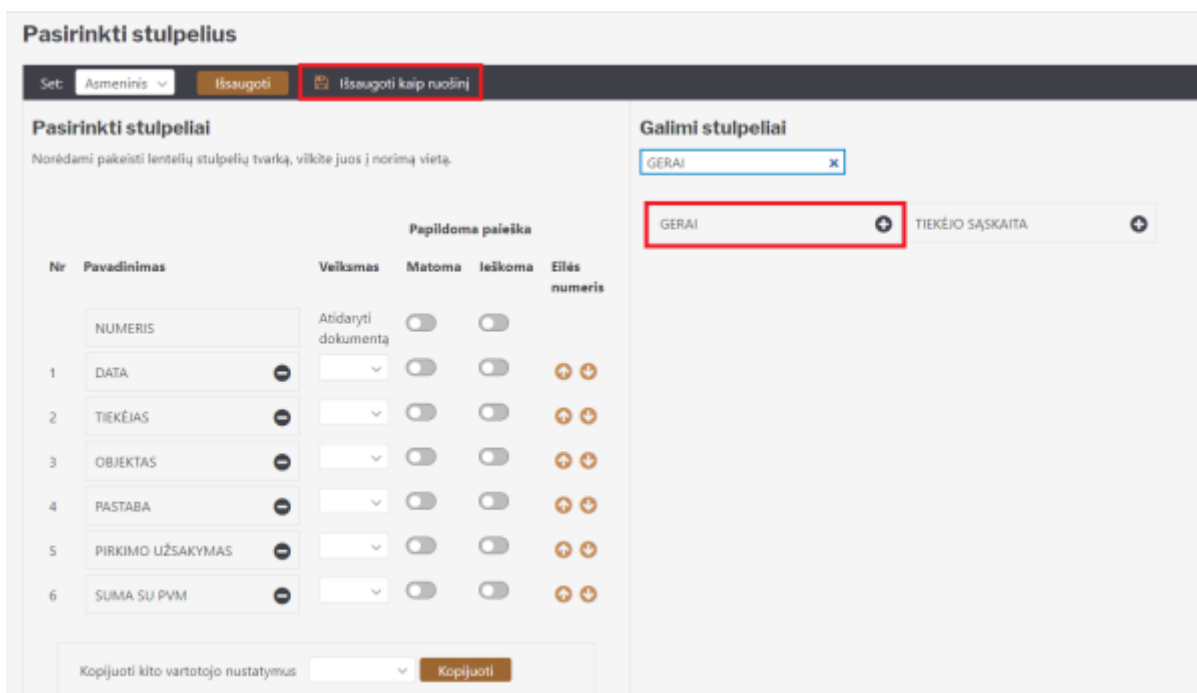 Pasirinkti stulpelius
Set: Asmeninis Išsaugoti Išsaugoti kaip ruošinį
Pasirinkti stulpeliai
Norėdami pakeisti lentelių stulpelių tvarką, vilkite juos į norimą vietą.
Papildoma paieška
Nr Pavadinimas Veiksmas Matoma Ieškoma Eilės numeris
NUMERIS Atidaryti dokumentą
1 DATA
2 TIEKĖJAS
3 OBJEKTAS
4 PASTABA
5 PIRKIMO UŽSAKYMAS
6 SUMA SU PVM
Kopijuoti kito vartotojo nustatymus Kopijuoti
Galimi stulpeliai
GERAI
GERAI TIEKĖJO SĄSKAITA